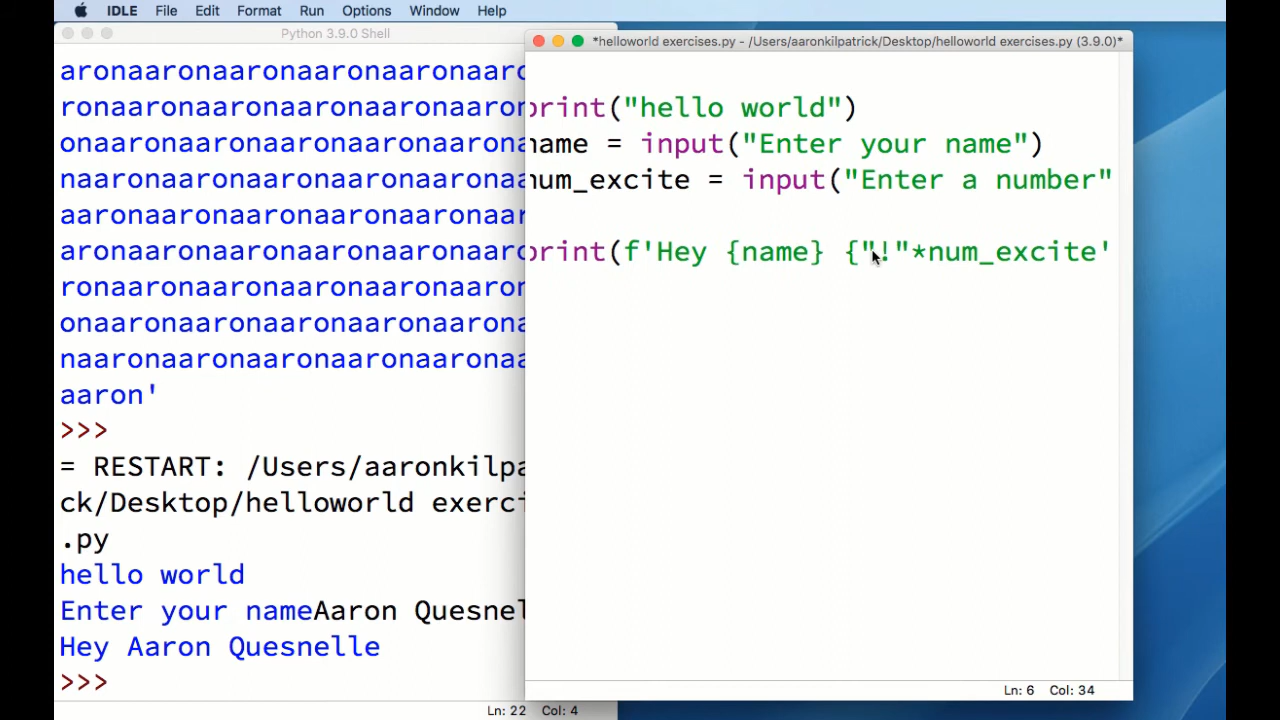 IDLE File Edit Format Run Options Window Help
Python 3.9.0 Shell
aronaaronaaronaaronaaronaaro
ronaaronaaronaaronaaronaaron
onaaronaaronaaronaaronaarona
naaronaaronaaronaaronaaronaa
aaronaaronaaronaaronaaronaar
aronaaronaaronaaronaaronaaro
ronaaronaaronaaronaaronaaron
onaaronaaronaaronaaronaarona
naaronaaronaaronaaronaaronaa
aaron'
>>>
= RESTART: /Users/aaronkilpa
ck/Desktop/helloworld exerci
.py
hello world
Enter your nameAaron Quesnel
Hey Aaron Quesnelle
>>>
Ln: 22 Col: 4
*helloworld exercises.py - /Users/aaronkilpatrick/Desktop/helloworld exercises.py (3.9.0)*
print("hello world")
name = input("Enter your name")
num_excite = input("Enter a number"
print(f'Hey {name} {"!"*num_excite'
Ln: 6 Col: 34